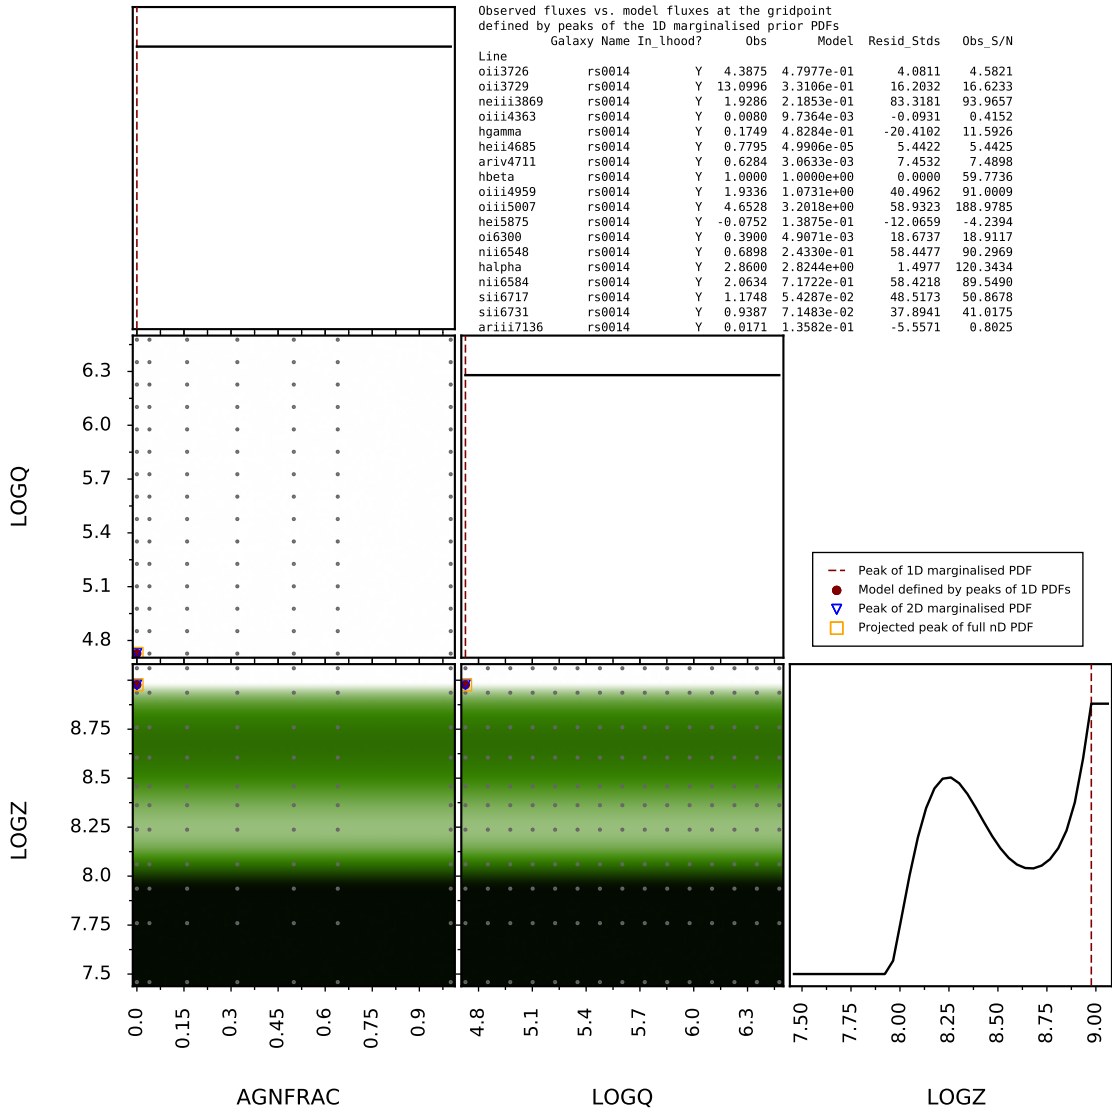 Observed fluxes vs. model fluxes at the gridpoint
defined by peaks of the 1D marginalised prior PDFs
Galaxy Name In_lhood? Obs Model Resid_Stds Obs_S/N
Line
oii3726 rs0014 Y 4.3875 4.7977e-01 4.0811 4.5821
oii3729 rs0014 Y 13.0996 3.3106e-01 16.2032 16.6233
neiii3869 rs0014 Y 1.9286 2.1853e-01 83.3181 93.9657
oiii4363 rs0014 Y 0.0080 9.7364e-03 -0.0931 0.4152
hgamma rs0014 Y 0.1749 4.8284e-01 -20.4102 11.5926
heii4685 rs0014 Y 0.7795 4.9906e-05 5.4422 5.4425
ariv4711 rs0014 Y 0.6284 3.0633e-03 7.4532 7.4898
hbeta rs0014 Y 1.0000 1.0000e+00 0.0000 59.7736
oiii4959 rs0014 Y 1.9336 1.0731e+00 40.4962 91.0009
oiii5007 rs0014 Y 4.6528 3.2018e+00 58.9323 188.9785
hei5875 rs0014 Y -0.0752 1.3875e-01 -12.0659 -4.2394
oi6300 rs0014 Y 0.3900 4.9071e-03 18.6737 18.9117
nii6548 rs0014 Y 0.6898 2.4330e-01 58.4477 90.2969
halpha rs0014 Y 2.8600 2.8244e+00 1.4977 120.3434
nii6584 rs0014 Y 2.0634 7.1722e-01 58.4218 89.5490
sii6717 rs0014 Y 1.1748 5.4287e-02 48.5173 50.8678
sii6731 rs0014 Y 0.9387 7.1483e-02 37.8941 41.0175
ariii7136 rs0014 Y 0.0171 1.3582e-01 -5.5571 0.8025
6.3
6.0
5.7
5.4
5.1
4.8
LOGQ
Peak of 1D marginalised PDF
Model defined by peaks of 1D PDFs
Peak of 2D marginalised PDF
Projected peak of full nD PDF
8.75
8.5
8.25
8.0
7.75
7.5
LOGZ
0.0 0.15 0.3 0.45 0.6 0.75 0.9
4.8 5.1 5.4 5.7 6.0 6.3
7.50 7.75 8.00 8.25 8.50 8.75 9.00
AGNFRAC LOGQ LOGZ